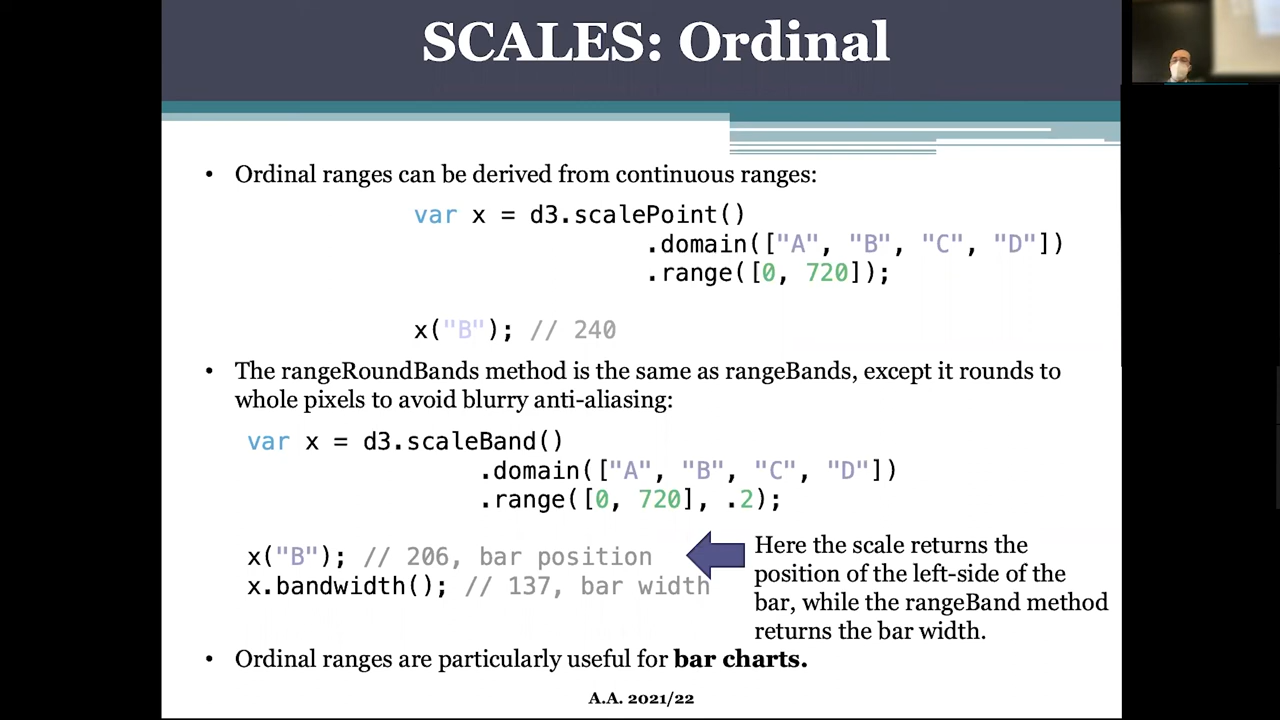 SCALES: Ordinal
• Ordinal ranges can be derived from continuous ranges:
var x = d3.scalePoint()
.domain(["A", "B", "C", "D"])
.range([0, 720]);
x("B"); // 240
• The rangeRoundBands method is the same as rangeBands, except it rounds to
whole pixels to avoid blurry anti-aliasing:
var x = d3.scaleBand()
.domain(["A", "B", "C", "D"])
.range([0, 720], .2);
x("B"); // 206, bar position
x.bandwidth(); // 137, bar width
Here the scale returns the
position of the left-side of the
bar, while the rangeBand method
returns the bar width.
• Ordinal ranges are particularly useful for bar charts.
A.A. 2021/22